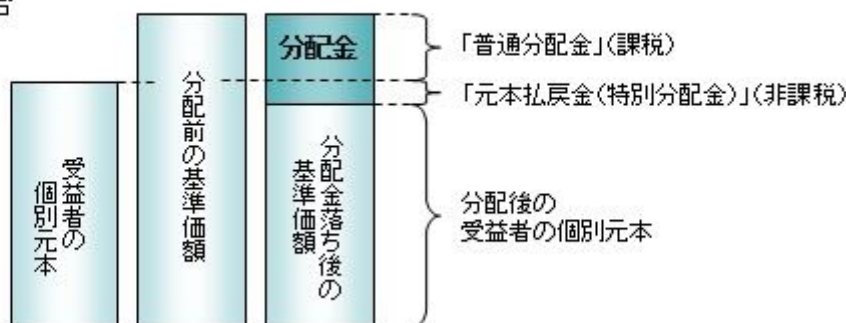 受益者の
個別元本
分配前の基準価額
分配金
分配金落ち後の
基準価額
「普通分配金」(課税)
「元本払戻金(特別分配金)」(非課税)
分配後の
受益者の個別元本